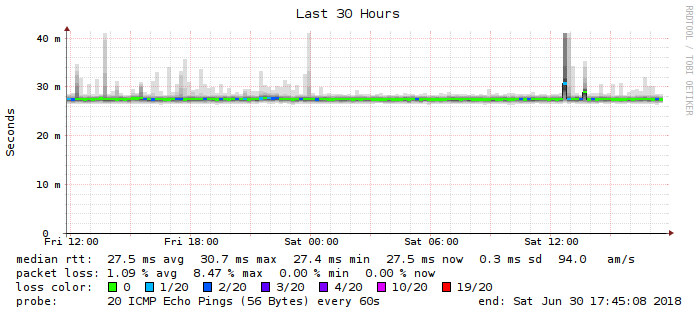 Last 30 Hours
RRDTOOL / TOBI OETIKER
Seconds
40 m
30 m
20 m
10 m
0
Fri 12:00 Fri 18:00 Sat 00:00 Sat 06:00 Sat 12:00
median rtt: 27.5 ms avg 30.7 ms max 27.4 ms min 27.5 ms now 0.3 ms sd 94.0 am/s
packet loss: 1.09 % avg 8.47 % max 0.00 % min 0.00 % now
loss color: 0 1/20 2/20 3/20 4/20 10/20 19/20
probe: 20 ICMP Echo Pings (56 Bytes) every 60s end: Sat Jun 30 17:45:08 2018